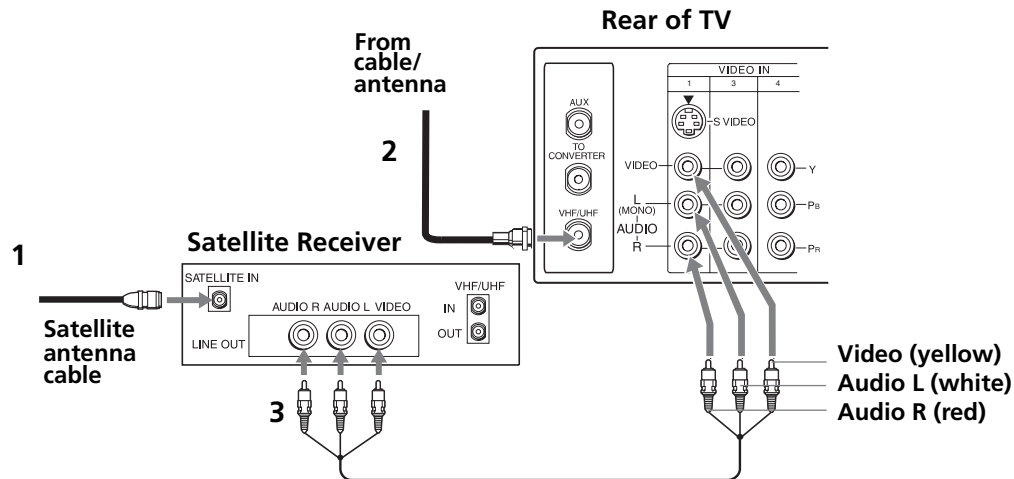 Rear of TV
From
cable/
antenna
VIDEO IN
1 3 4
AUX
S VIDEO
2
TO
CONVERTER
VIDEO
Y
L
(MONO)
AUDIO
R
PB
PR
VHF/UHF
Satellite Receiver
1
SATELLITE IN
VHF/UHF
IN
OUT
AUDIO R AUDIO L VIDEO
LINE OUT
Satellite
antenna
cable
3
Video (yellow)
Audio L (white)
Audio R (red)